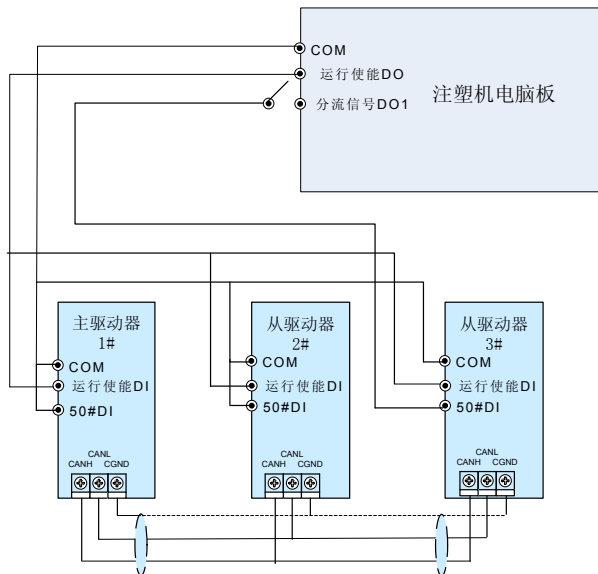 COM
运行使能DO
分流信号DO1
注塑机电脑板
主驱动器
1#
COM
运行使能DI
50#DI
CANL
CANH CGND
从驱动器
2#
COM
运行使能DI
50#DI
CANL
CANH CGND
从驱动器
3#
COM
运行使能DI
50#DI
CANL
CANH CGND